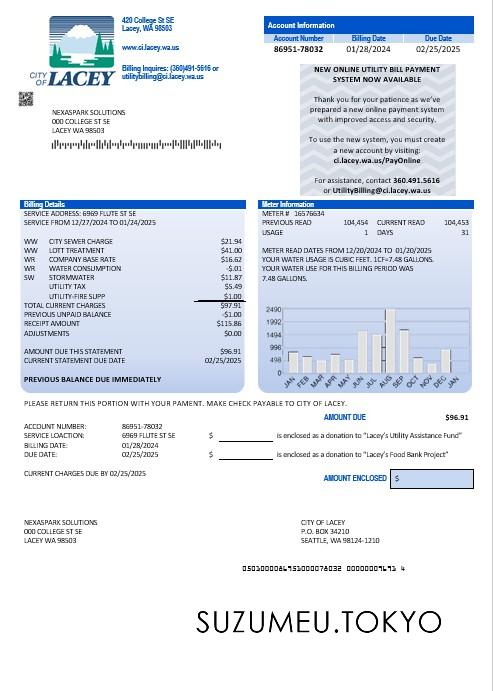 420 College St SE
Lacey, WA 98503
www.ci.lacey.wa.us
Billing Inquires: (360)491-5616 or
utilitybilling@ci.lacey.wa.us
CITY OF LACEY
Account Information
Account Number Billing Date Due Date
86951-78032 01/28/2024 02/25/2025
NEW ONLINE UTILITY BILL PAYMENT
SYSTEM NOW AVAILABLE
Thank you for your patience as we've
prepared a new online payment system
with improved access and security.
To use the new system, you must create
a new account by visiting:
ci.lacey.wa.us/PayOnline
For assistance, contact 360.491.5616
or UtilityBilling@ci.lacey.wa.us
NEXASPARK SOLUTIONS
000 COLLEGE ST SE
LACEY WA 98503
Billing Details
SERVICE ADDRESS: 6969 FLUTE ST SE
SERVICE FROM 12/27/2024 TO 01/24/2025
WW CITY SEWER CHARGE $21.94
WW LOTT TREATMENT $41.00
WR COMPANY BASE RATE $16.62
WR WATER CONSUMPTION -$.01
SW STORMWATER $11.87
UTILITY TAX $5.49
UTILITY-FIRE SUPP $1.00
TOTAL CURRENT CHARGES $97.91
PREVIOUS UNPAID BALANCE -$1.00
RECEIPT AMOUNT $115.86
ADJUSTMENTS $0.00
AMOUNT DUE THIS STATEMENT $96.91
CURRENT STATEMENT DUE DATE 02/25/2025
PREVIOUS BALANCE DUE IMMEDIATELY
Meter Information
METER # 16576634
PREVIOUS READ 104,454 CURRENT READ 104,453
USAGE 1 DAYS 31
METER READ DATES FROM 12/20/2024 TO 01/20/2025
YOUR WATER USAGE IS CUBIC FEET. 1CF=7.48 GALLONS.
YOUR WATER USE FOR THIS BILLING PERIOD WAS
7.48 GALLONS.
2490
1992
1494
996
498
0
JAN FEB MAR APR MAY JUN JUL AUG SEP OCT NOV DEC JAN
PLEASE RETURN THIS PORTION WITH YOUR PAMENT. MAKE CHECK PAYABLE TO CITY OF LACEY.
AMOUNT DUE $96.91
ACCOUNT NUMBER: 86951-78032
SERVICE LOACTION: 6969 FLUTE ST SE $ is enclosed as a donation to "Lacey's Utility Assistance Fund"
BILLING DATE: 01/28/2024
DUE DATE: 02/25/2025 $ is enclosed as a donation to "Lacey's Food Bank Project"
CURRENT CHARGES DUE BY 02/25/2025
AMOUNT ENCLOSED $
NEXASPARK SOLUTIONS
000 COLLEGE ST SE
LACEY WA 98503
CITY OF LACEY
P.O. BOX 34210
SEATTLE, WA 98124-1210
SUZUMEU.TOKYO